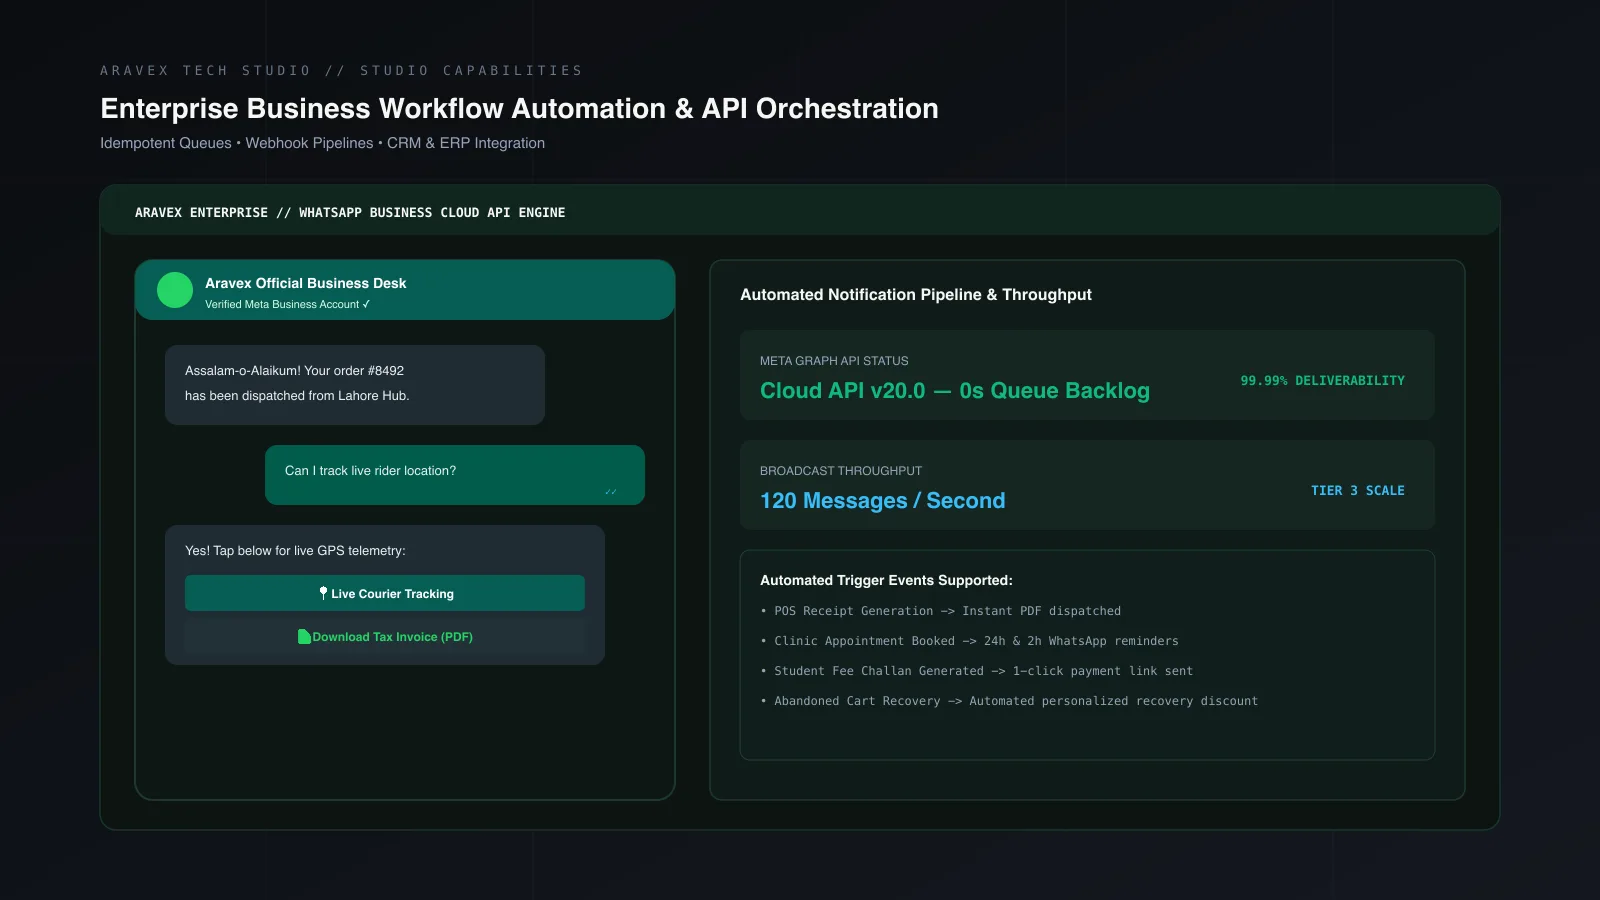 ARAVEX TECH STUDIO // STUDIO CAPABILITIES
Enterprise Business Workflow Automation & API Orchestration
Idempotent Queues • Webhook Pipelines • CRM & ERP Integration
ARAVEX ENTERPRISE // WHATSAPP BUSINESS CLOUD API ENGINE
Aravex Official Business Desk
Verified Meta Business Account ✓
Assalam-o-Alaikum! Your order #8492
has been dispatched from Lahore Hub.
Can I track live rider location?
✓✓
Yes! Tap below for live GPS telemetry:
Live Courier Tracking
Download Tax Invoice (PDF)
Automated Notification Pipeline & Throughput
META GRAPH API STATUS
Cloud API v20.0 — 0s Queue Backlog
99.99% DELIVERABILITY
BROADCAST THROUGHPUT
120 Messages / Second
TIER 3 SCALE
Automated Trigger Events Supported:
• POS Receipt Generation —> Instant PDF dispatched
• Clinic Appointment Booked —> 24h & 2h WhatsApp reminders
• Student Fee Challan Generated —> 1—click payment link sent
• Abandoned Cart Recovery —> Automated personalized recovery discount